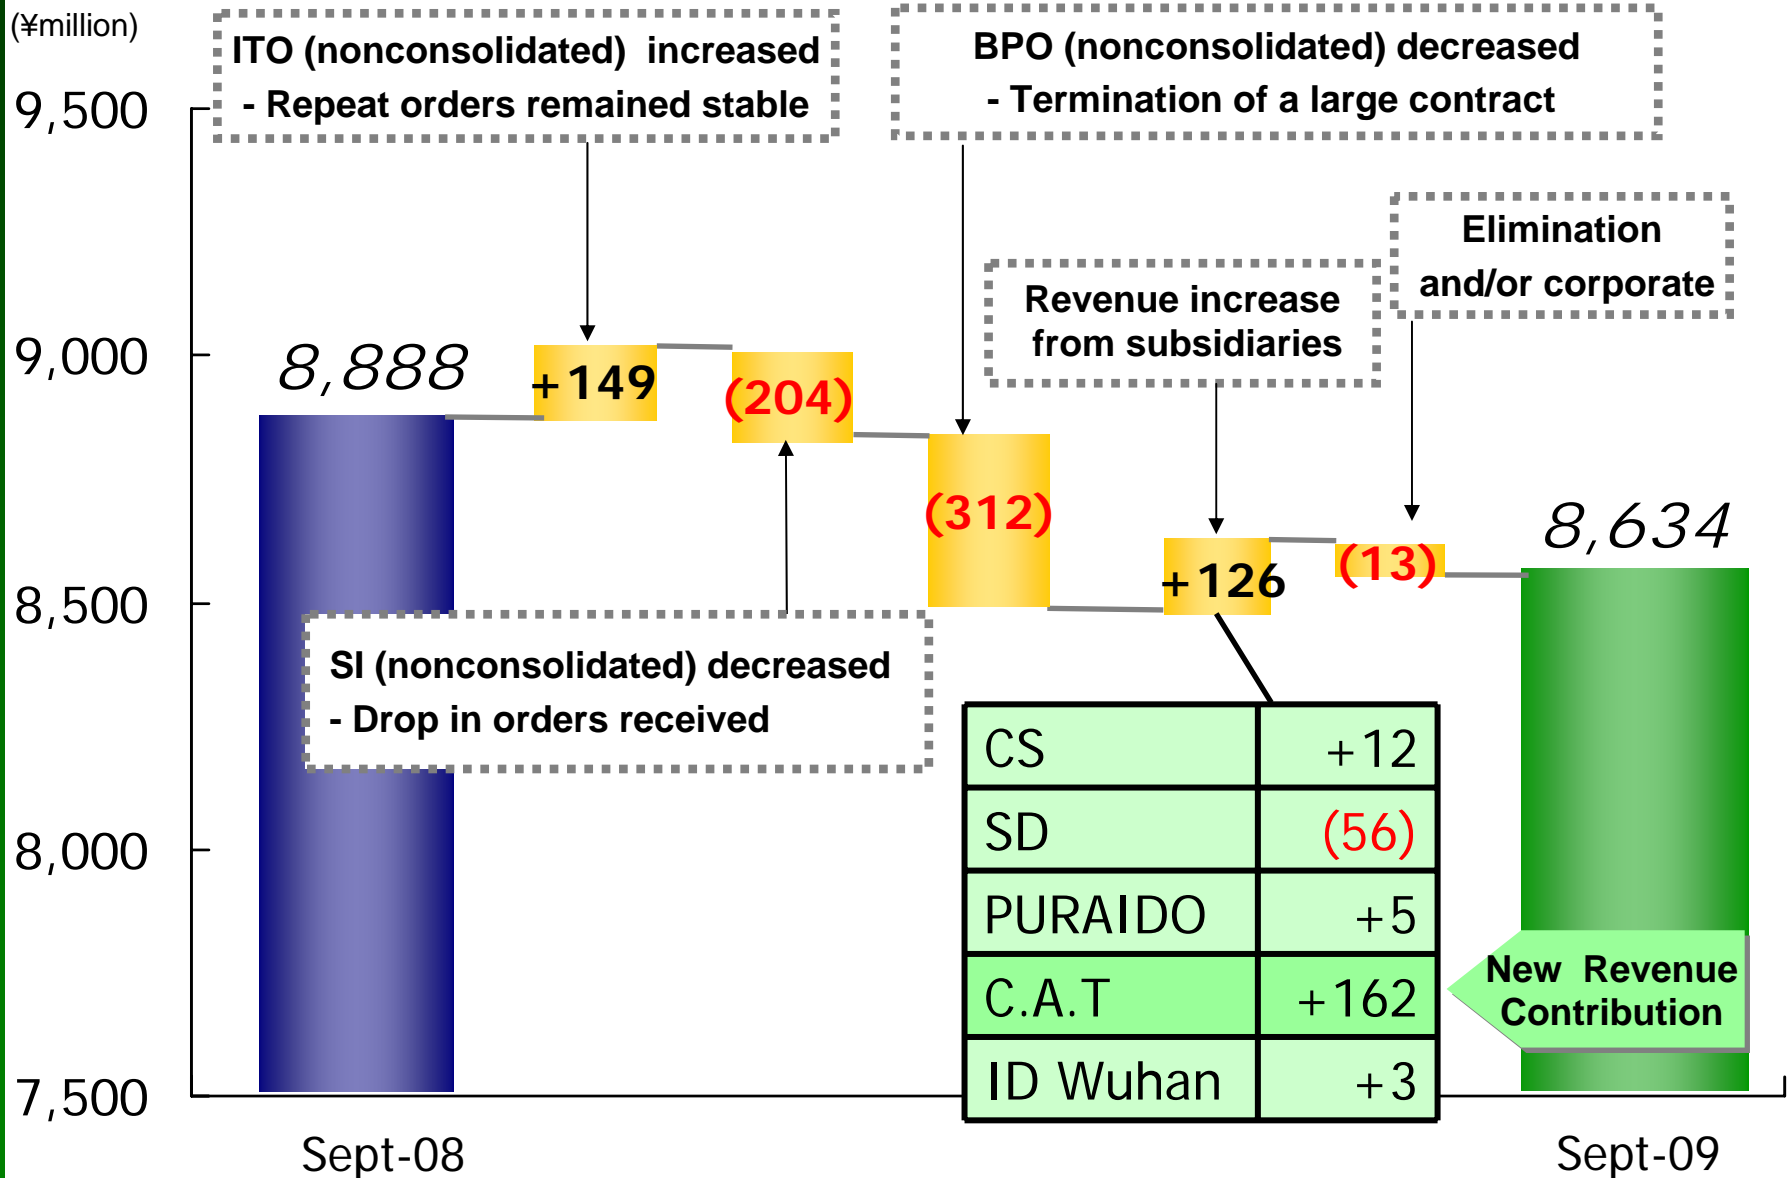 (¥million)
ITO (nonconsolidated) increased
- Repeat orders remained stable
BPO (nonconsolidated) decreased
- Termination of a large contract
Elimination
and/or corporate
Revenue increase
from subsidiaries
9,500
9,000
8,500
8,000
7,500
8,888
+149
(204)
(312)
+126
(13)
8,634
SI (nonconsolidated) decreased
- Drop in orders received
CS +12
SD (56)
PURAIDO +5
C.A.T +162
ID Wuhan +3
New Revenue
Contribution
Sept-08
Sept-09